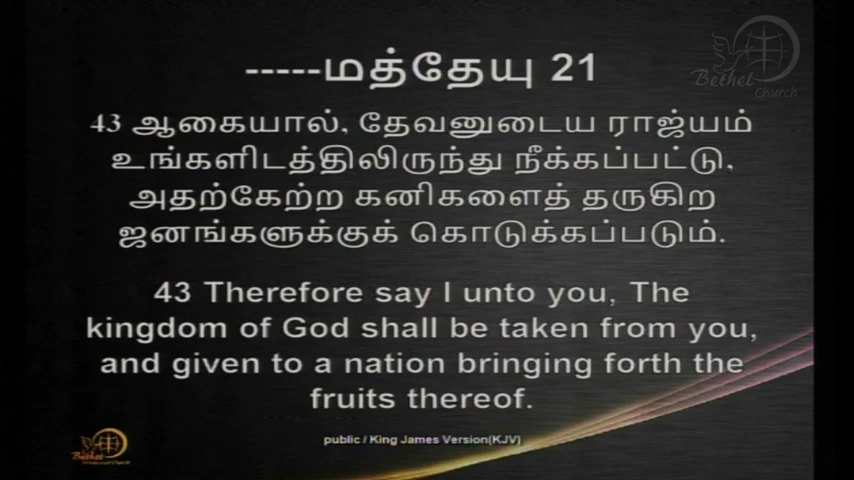 -----மத்தேயு 21
Bethel
Church
43 ஆகையால், தேவனுடைய ராஜ்யம்
உங்களிடத்திலிருந்து நீக்கப்பட்டு,
அதற்கேற்ற கனிகளைத் தருகிற
ஜனங்களுக்குக் கொடுக்கப்படும்.
43 Therefore say I unto you, The
kingdom of God shall be taken from you,
and given to a nation bringing forth the
fruits thereof.
public / King James Version(KJV)
Bethel